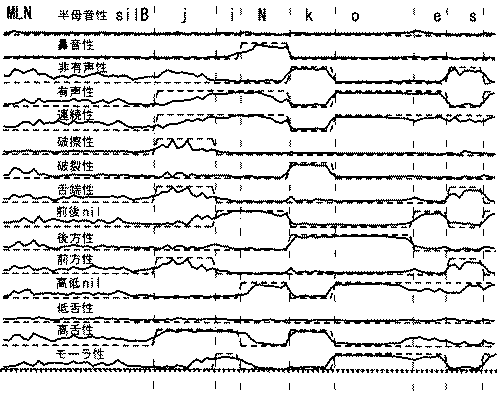 MLN 半母音性 silB j i N k o e s
鼻音性
非有声性
有声性
連続性
破擦性
破裂性
舌端性
前後nil
後方性
前方性
高低nil
低舌性
高舌性
モーラ性